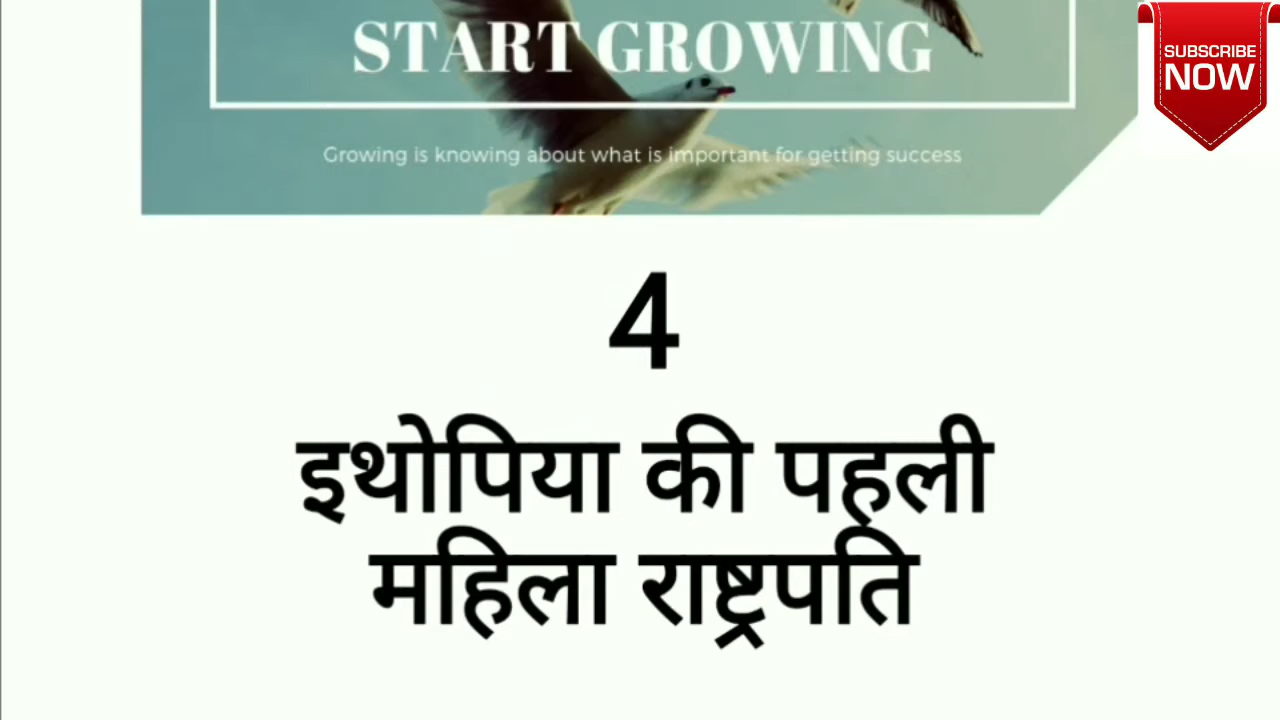 START GROWING
Growing is knowing about what is important for getting success
SUBSCRIBE
NOW
4
इथोपिया की पहली
महिला राष्ट्रपति